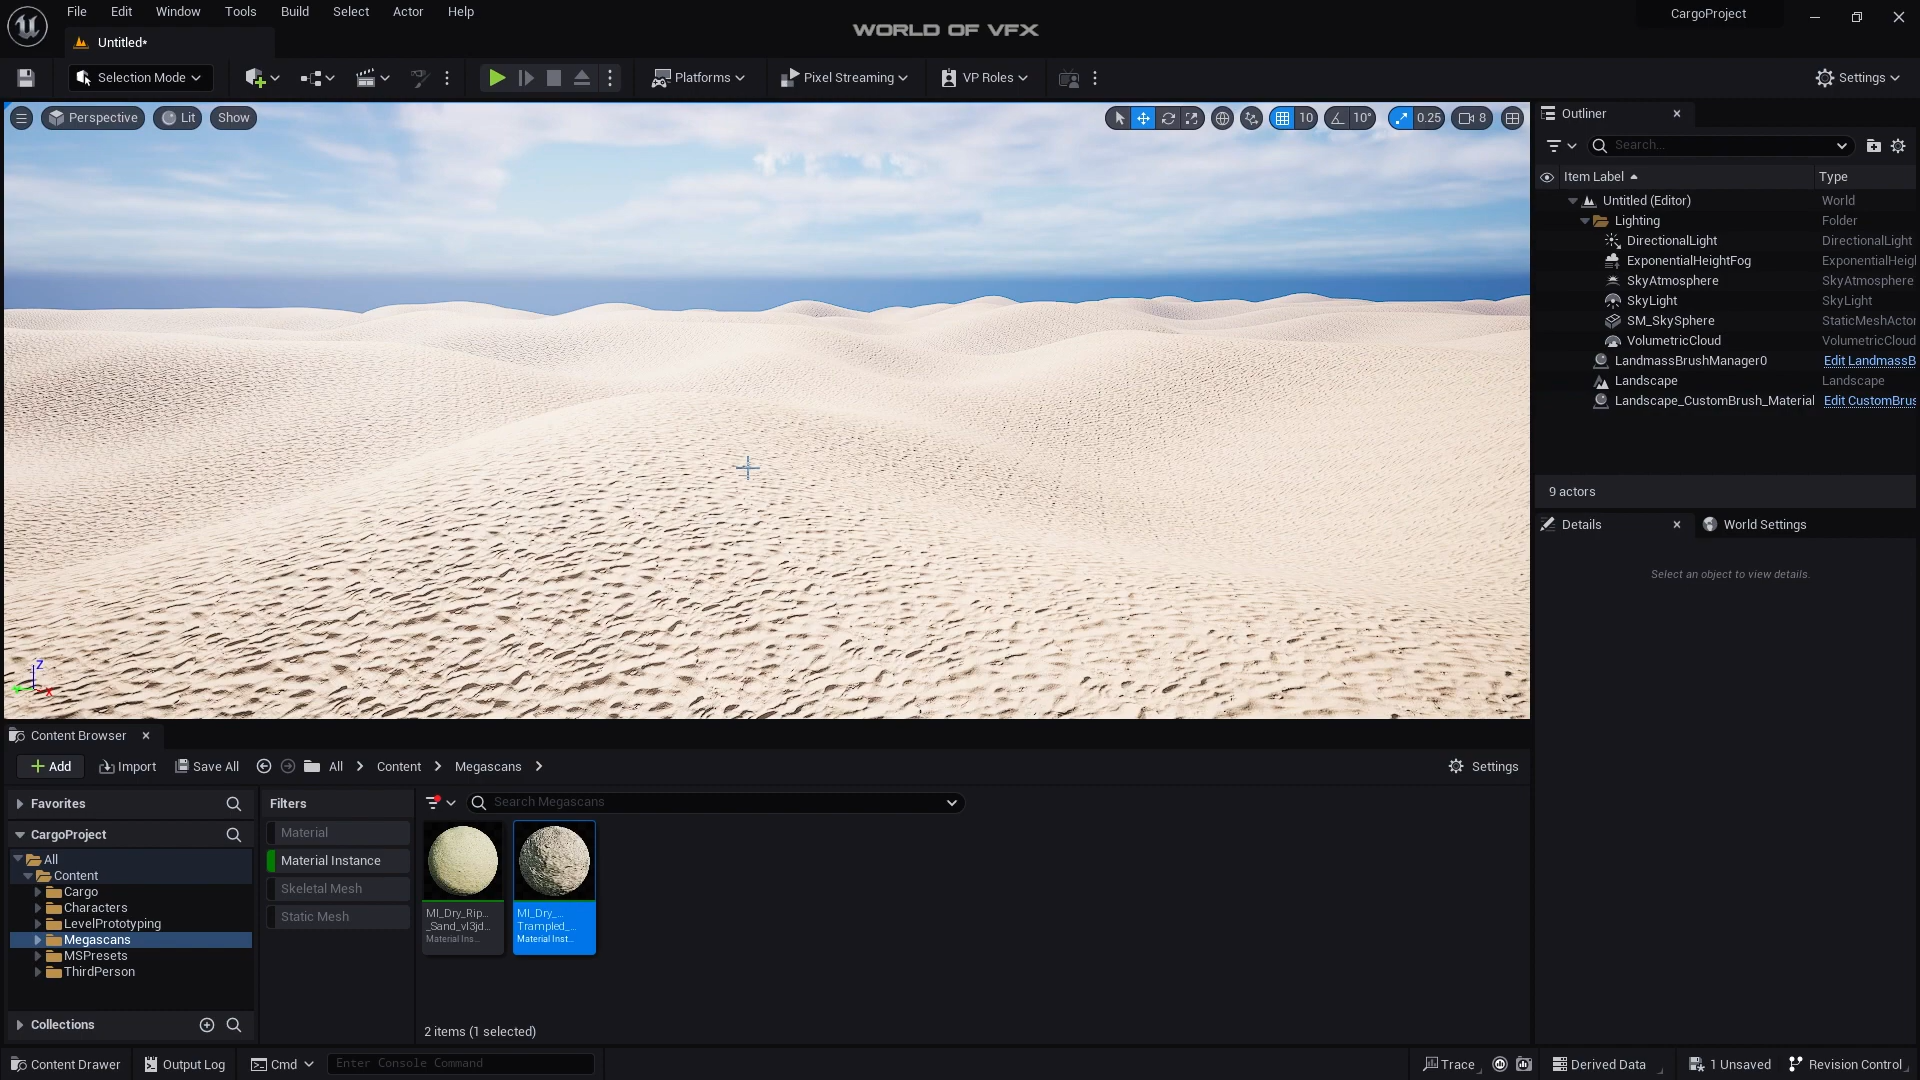 File Edit Window Tools Build Select Actor Help
WORLD OF VFX
CargoProject
Untitled*
Selection Mode
Platforms
Pixel Streaming
VP Roles
Settings
Perspective
Lit
Show
10
10°
0.25
8
Outliner
Search...
Item Label
Type
Untitled (Editor) World
Lighting Folder
DirectionalLight DirectionalLight
ExponentialHeightFog ExponentialHeigl
SkyAtmosphere SkyAtmosphere
SkyLight SkyLight
SM_SkySphere StaticMeshActor
VolumetricCloud VolumetricCloud
LandmassBrushManager0 Edit LandmassB
Landscape Landscape
Landscape_CustomBrush_Material Edit CustomBrus
9 actors
Details
World Settings
Select an object to view details.
Z
X
Content Browser
Add
Import
Save All
All
Content
Megascans
Settings
Favorites
CargoProject
All
Content
Cargo
Characters
LevelPrototyping
Megascans
MSPresets
ThirdPerson
Collections
Filters
Material
Material Instance
Skeletal Mesh
Static Mesh
Search Megascans
MI_Dry_Rip...
_Sand_vl3jd...
Material Ins...
MI_Dry_...
Trampled_...
Material Inst...
2 items (1 selected)
Content Drawer
Output Log
Cmd
Enter Console Command
Trace
Derived Data
1 Unsaved
Revision Control